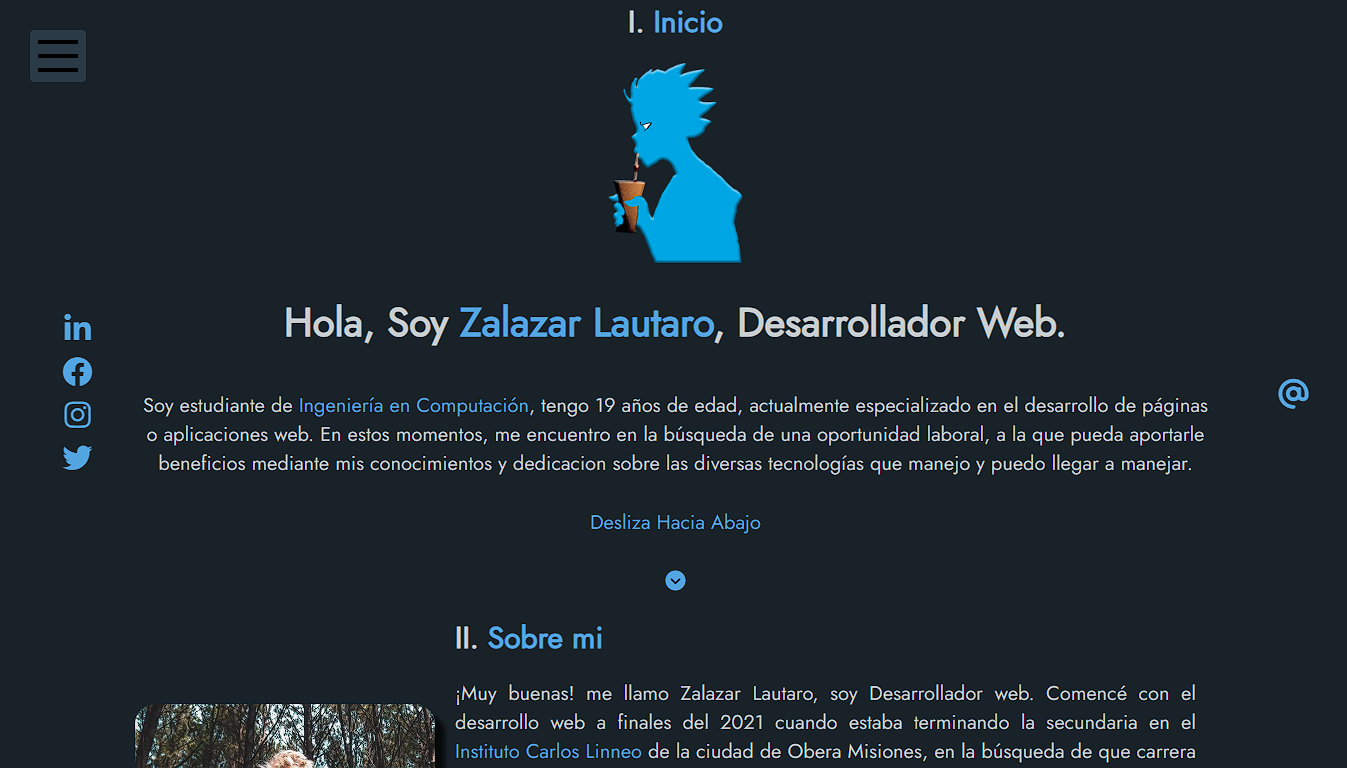 I. Inicio
Hola, Soy Zalazar Lautaro, Desarrollador Web.
Soy estudiante de Ingeniería en Computación, tengo 19 años de edad, actualmente especializado en el desarrollo de páginas
o aplicaciones web. En estos momentos, me encuentro en la búsqueda de una oportunidad laboral, a la que pueda aportarle
beneficios mediante mis conocimientos y dedicacion sobre las diversas tecnologías que manejo y puedo llegar a manejar.
Desliza Hacia Abajo
II. Sobre mi
¡Muy buenas! me llamo Zalazar Lautaro, soy Desarrollador web. Comencé con el
desarrollo web a finales del 2021 cuando estaba terminando la secundaria en el
Instituto Carlos Linneo de la ciudad de Obera Misiones, en la búsqueda de que carrera